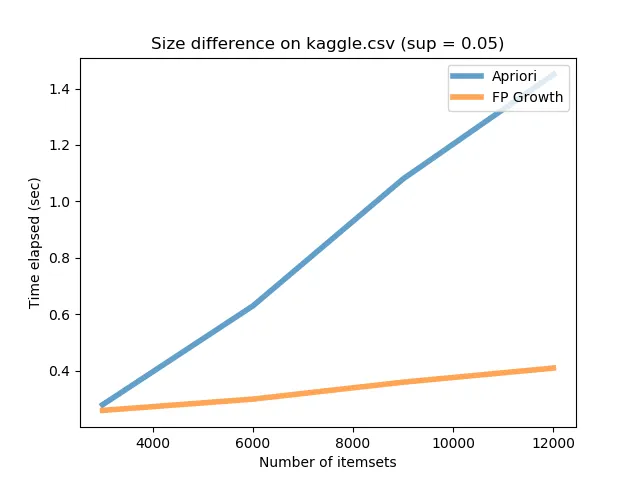 Size difference on kaggle.csv (sup = 0.05)
Apriori
FP Growth
Time elapsed (sec)
1.4
1.2
1.0
0.8
0.6
0.4
4000 6000 8000 10000 12000
Number of itemsets